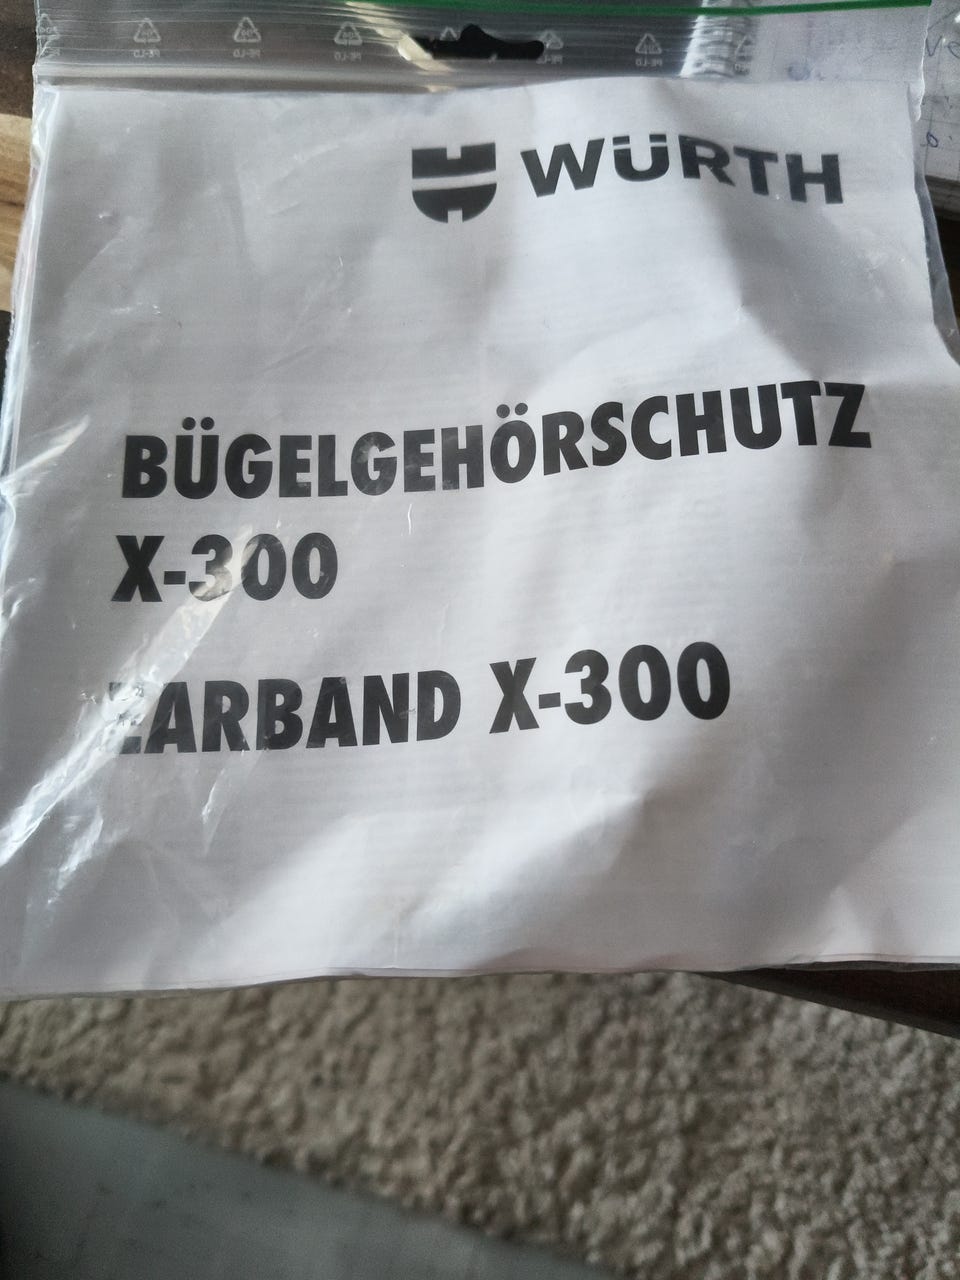 WÜRTH
BÜGELGEHÖRSCHUTZ
X-300
EARBAND X-300